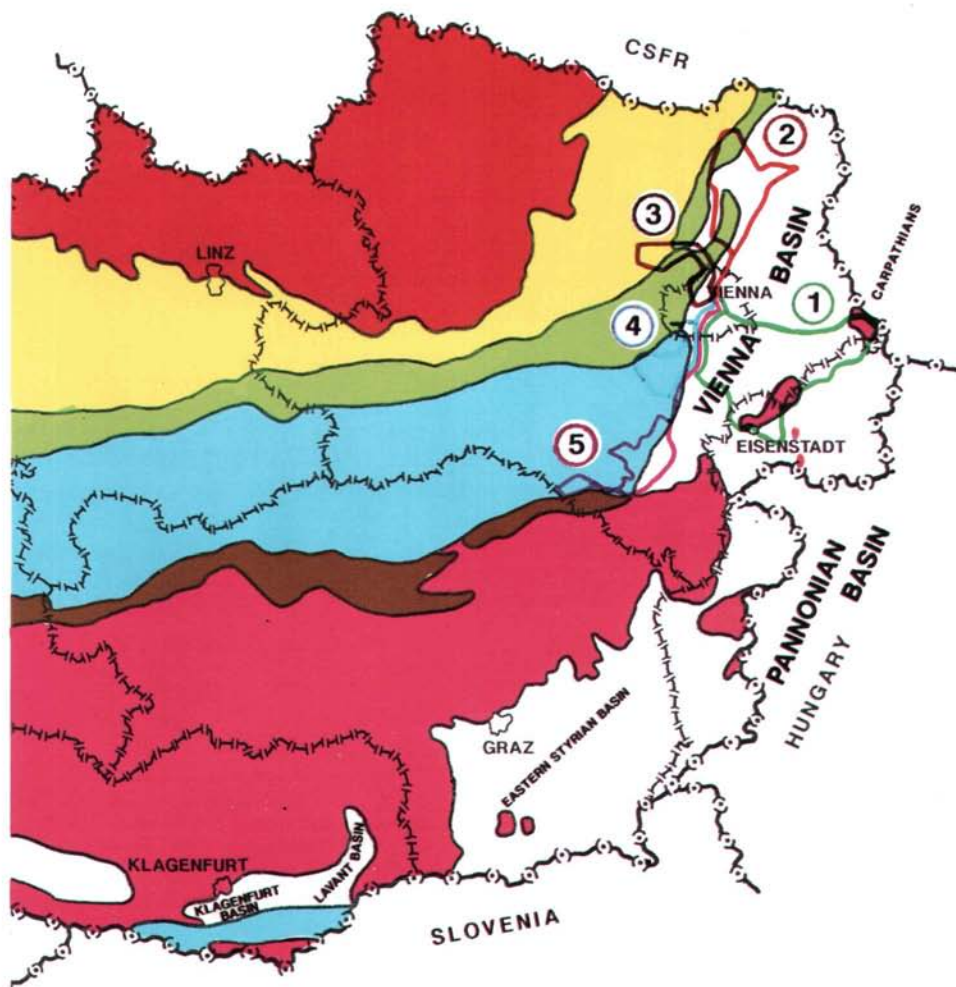 CSFR
2
3
LINZ
BASIN
CARPATHIANS
VIENNA
1
4
VIENNA
EISENSTADT
5
PANNONIAN
BASIN
HUNGARY
EASTERN STYRIAN BASIN
GRAZ
KLAGENFURT
LAVANT BASIN
KLAGENFURT
BASIN
SLOVENIA